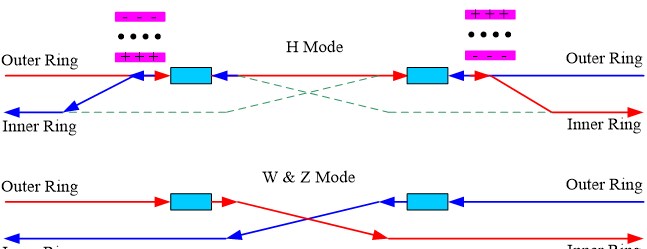 - - -
+ + +
+ + +
- - -
H Mode
Outer Ring
Outer Ring
Inner Ring
Inner Ring
W & Z Mode
Outer Ring
Outer Ring